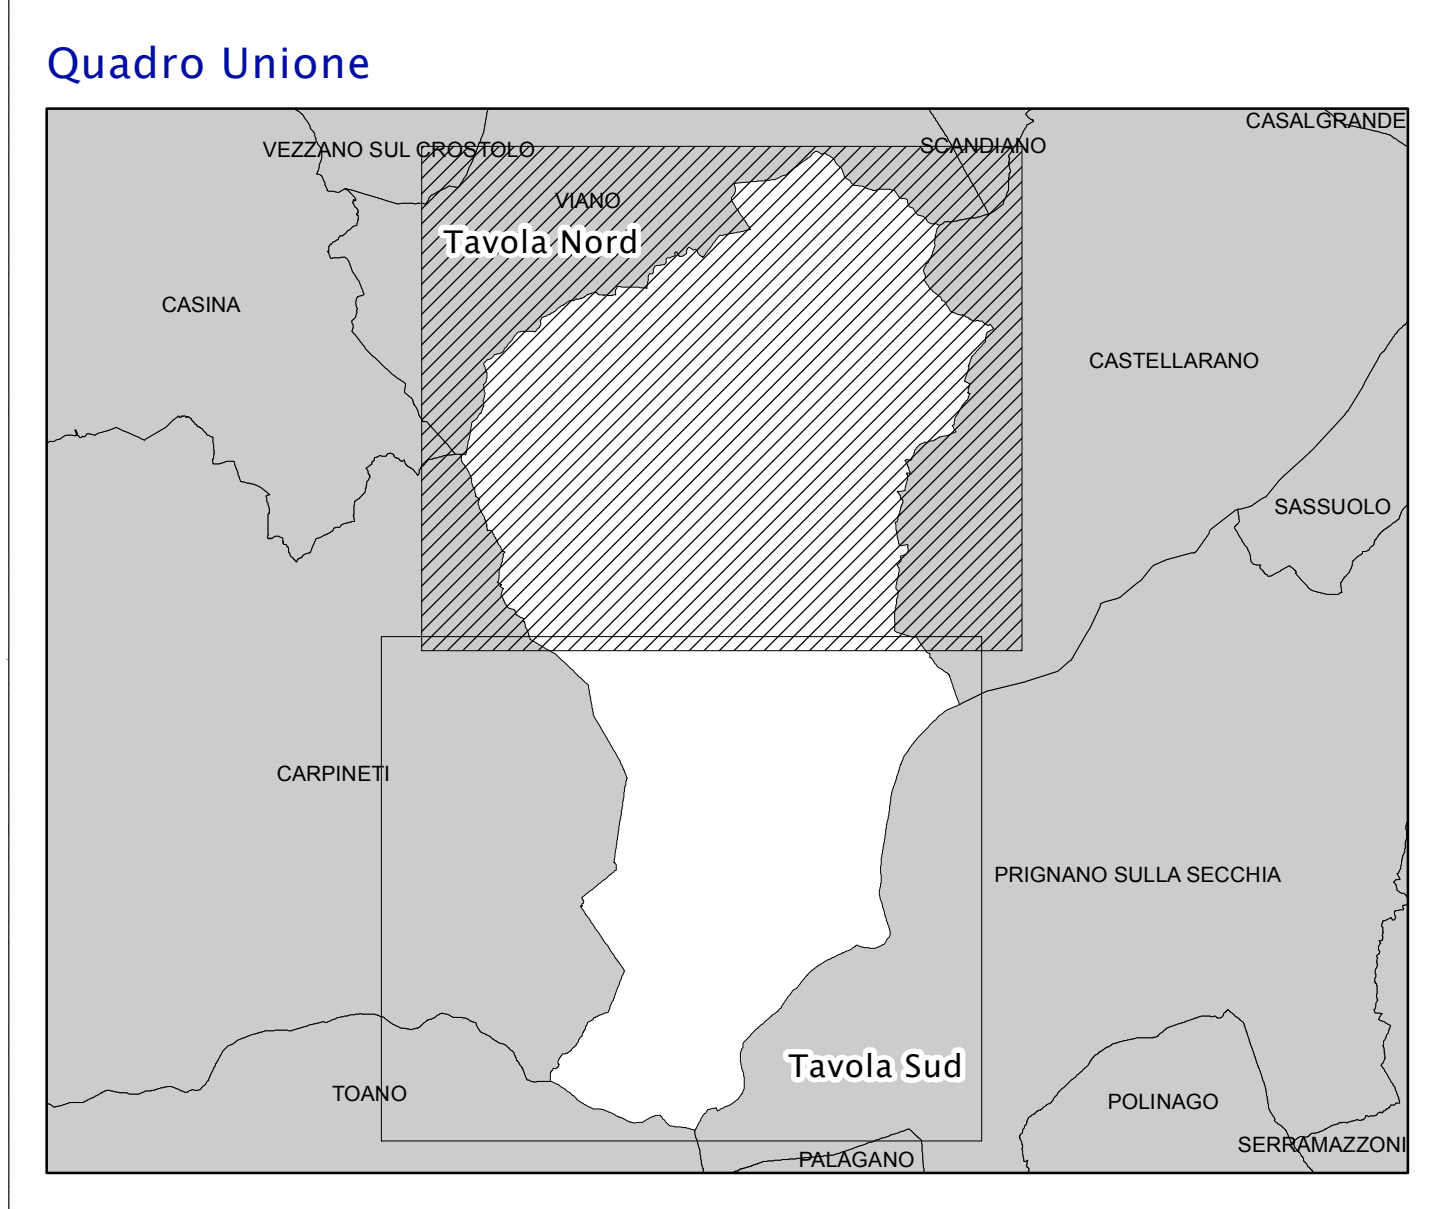 Quadro Unione
CASALGRANDE
VEZZANO SUL CROSTOLO
SCANDIANO
VIANO
Tavola Nord
CASINA
CASTELLARANO
SASSUOLO
CARPINETI
PRIGNANO SULLA SECCHIA
Tavola Sud
TOANO
POLINAGO
SERRAMAZZONI
PALAGANO